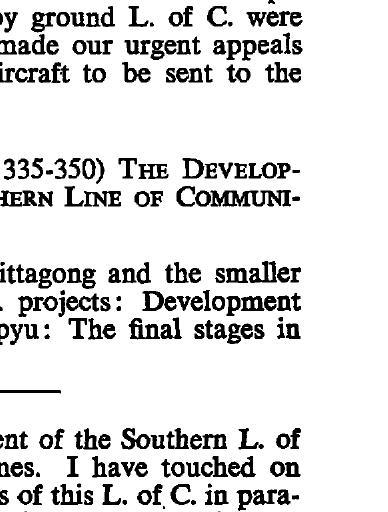 by ground L. of C. were
made our urgent appeals
ircraft to be sent to the
335-350) THE DEVELOP-
HERN LINE OF COMMUNI-
ittagong and the smaller
. projects: Development
pyu: The final stages in
ent of the Southern L. of
nes. I have touched on
s of this L. of C. in para-